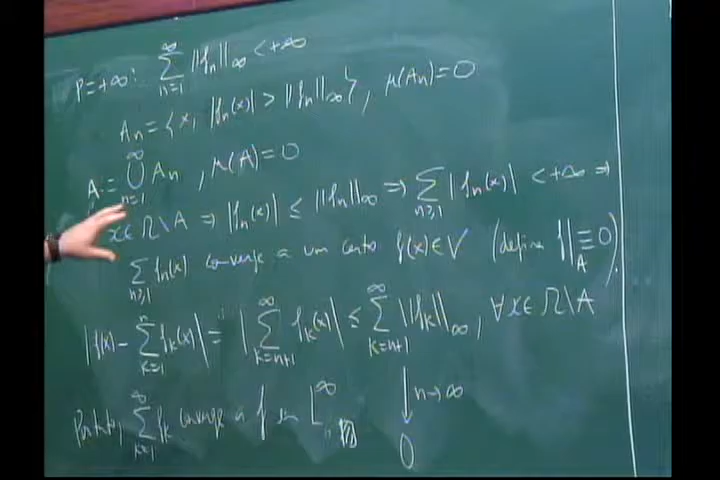 p=+∞: ∑_{n=1}^{∞} ||f_n||_∞ < +∞
A_n = {x, |f_n(x)| > ||f_n||_∞}, μ(A_n)=0
A := ⋃_{n=1}^{∞} A_n, μ(A)=0
x∈Ω\A ⇒ |f_n(x)| ≤ ||f_n||_∞ ⇒ ∑_{n≥1} |f_n(x)| < +∞ ⇒
∑_{n≥1} f_n(x) converge a um certo f(x)∈V (define f|_A ≡ 0),
|f(x) - ∑_{k=1}^{n} f_k(x)| = |∑_{k=n+1}^{∞} f_k(x)| ≤ ∑_{k=n+1}^{∞} ||f_k||_∞, ∀x∈Ω\A
↓ n→∞
0
Portanto, ∑_{k=1}^{∞} f_k converge a f em L^∞